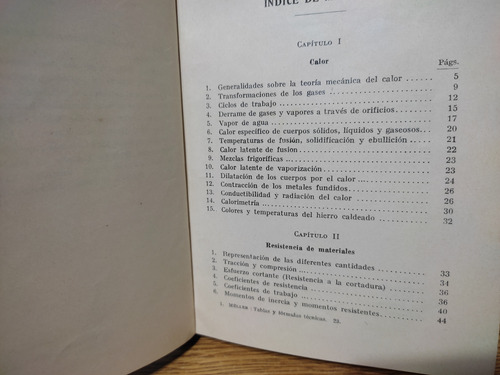 INDICE DE
CAPÍTULO I
Calor
Págs.
1. Generalidades sobre la teoría mecánica del calor ...... 5
2. Transformaciones de los gases ...... 9
3. Ciclos de trabajo ...... 12
4. Derrame de gases y vapores a través de orificios ...... 15
5. Vapor de agua ...... 17
6. Calor específico de cuerpos sólidos, líquidos y gaseosos... 20
7. Temperaturas de fusión, solidificación y ebullición ...... 21
8. Calor latente de fusion ...... 22
9. Mezclas frigoríficas ...... 23
10. Calor latente de vaporización ...... 23
11. Dilatación de los cuerpos por el calor ...... 24
12. Contracción de los metales fundidos ...... 26
13. Conductibilidad y radiación del calor ...... 26
14. Calorimetría ...... 30
15. Colores y temperaturas del hierro caldeado ...... 32
CAPÍTULO II
Resistencia de materiales
1. Representación de las diferentes cantidades ...... 33
2. Tracción y compresión ...... 34
3. Esfuerzo cortante (Resistencia a la cortadura) ...... 36
4. Coeficientes de resistencia ...... 36
5. Coeficientes de trabajo ...... 40
6. Momentos de inercia y momentos resistentes ...... 44
1. : Tablas y fórmulas técnicas. 23.